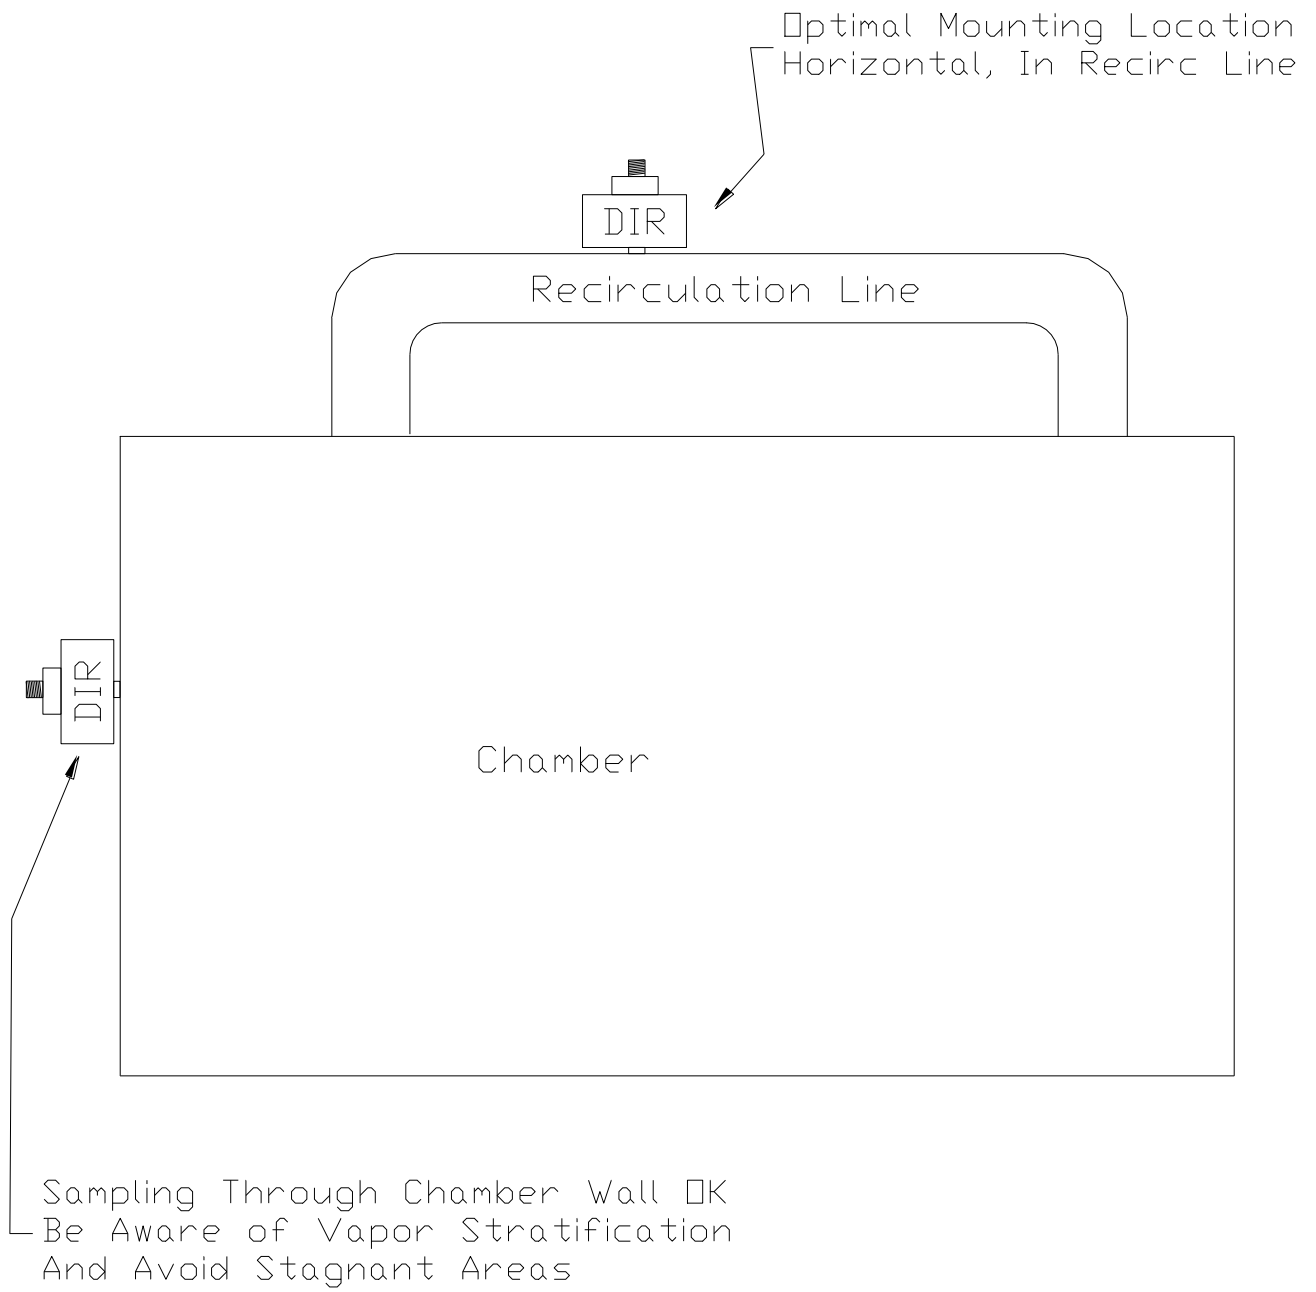 Optimal Mounting Location
Horizontal, In Recirc Line
DIR
Recirculation Line
DIR
Chamber
Sampling Through Chamber Wall OK
Be Aware of Vapor Stratification
And Avoid Stagnant Areas